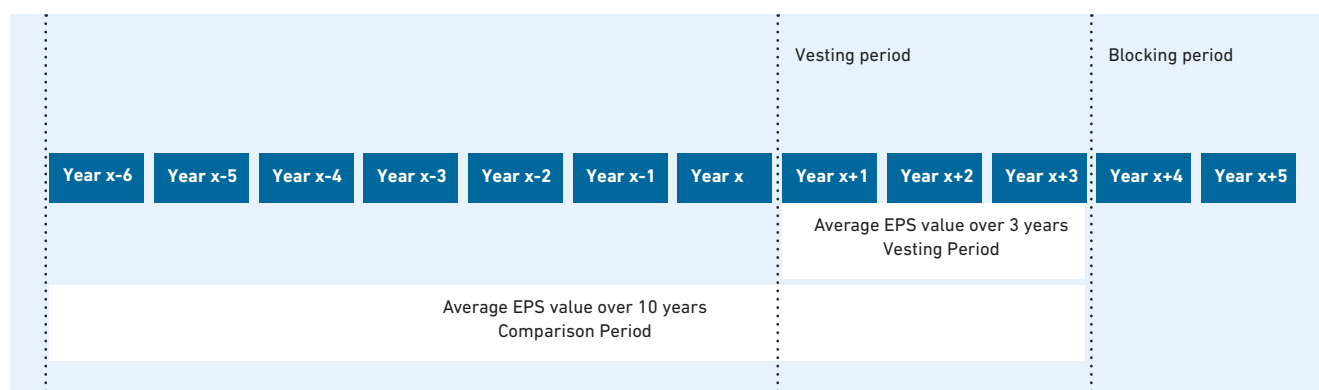 Vesting period
Blocking period
Year x-6 Year x-5 Year x-4 Year x-3 Year x-2 Year x-1 Year x Year x+1 Year x+2 Year x+3 Year x+4 Year x+5
Average EPS value over 3 years
Vesting Period
Average EPS value over 10 years
Comparison Period